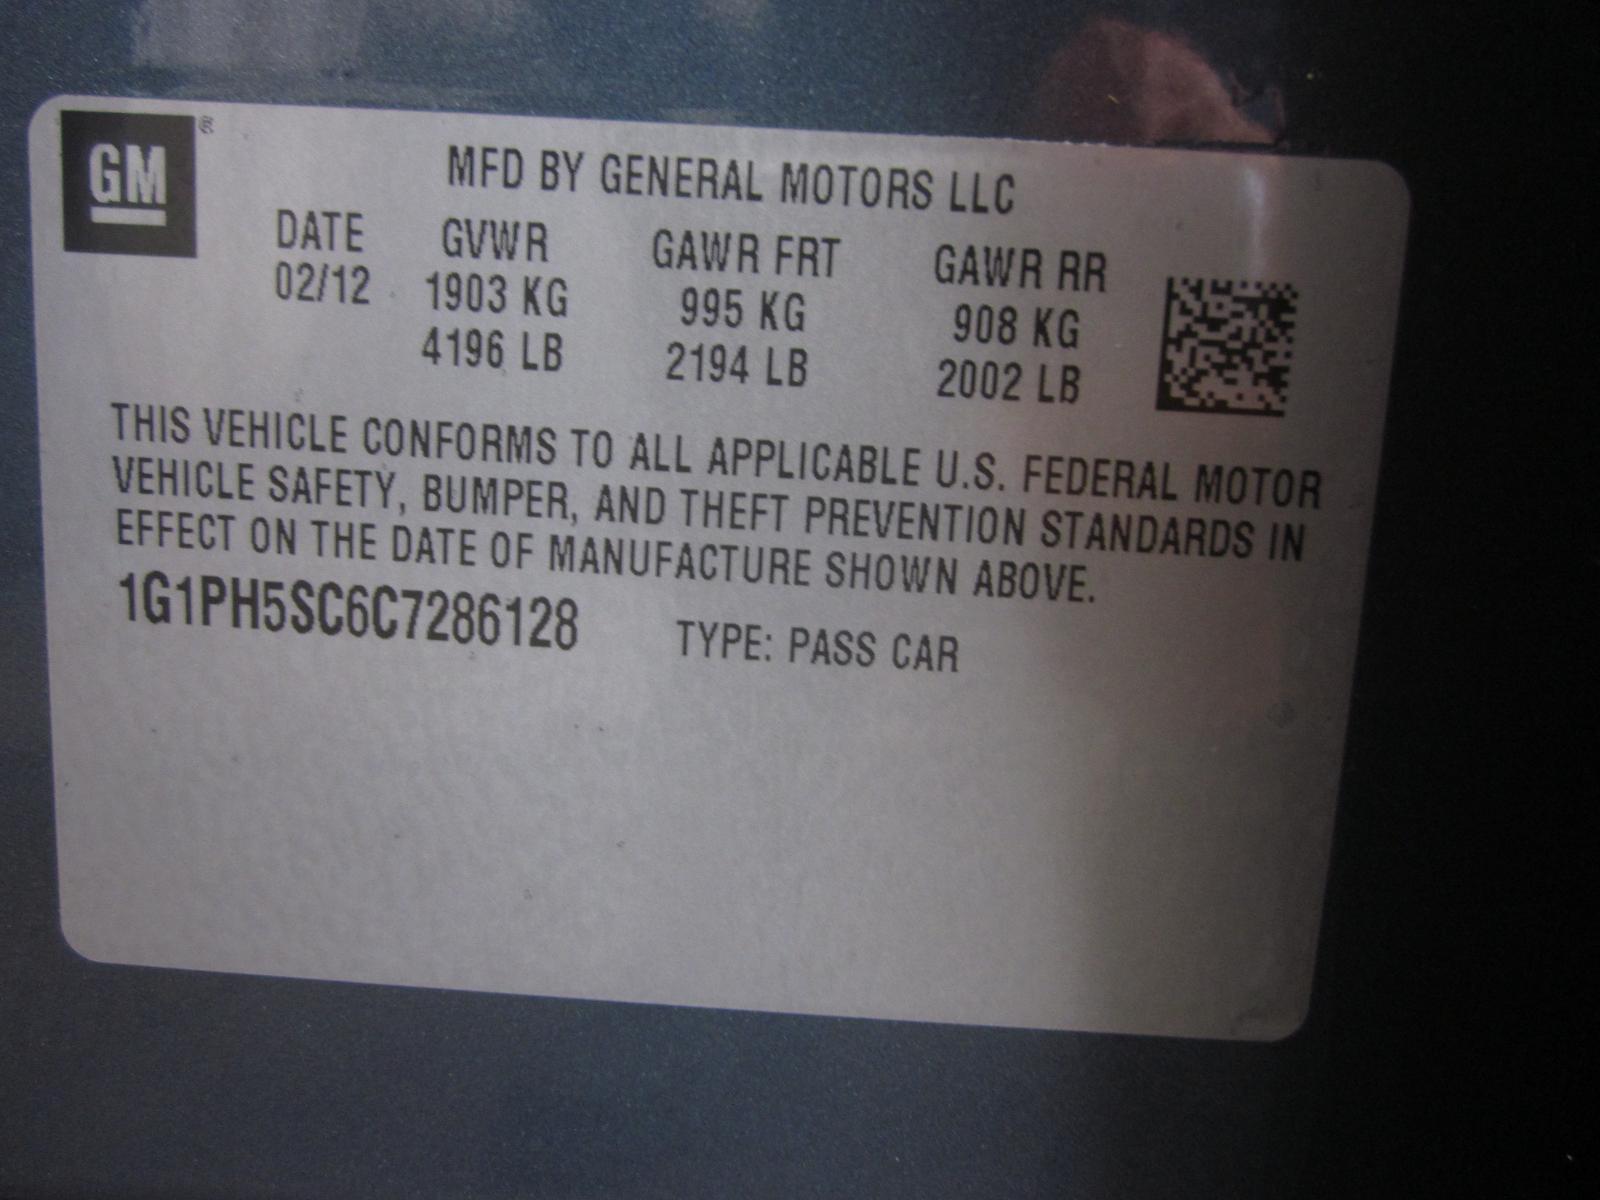 GM ®
MFD BY GENERAL MOTORS LLC
DATE GVWR GAWR FRT GAWR RR
02/12 1903 KG 995 KG 908 KG
4196 LB 2194 LB 2002 LB
THIS VEHICLE CONFORMS TO ALL APPLICABLE U.S. FEDERAL MOTOR
VEHICLE SAFETY, BUMPER, AND THEFT PREVENTION STANDARDS IN
EFFECT ON THE DATE OF MANUFACTURE SHOWN ABOVE.
1G1PH5SC6C7286128 TYPE: PASS CAR